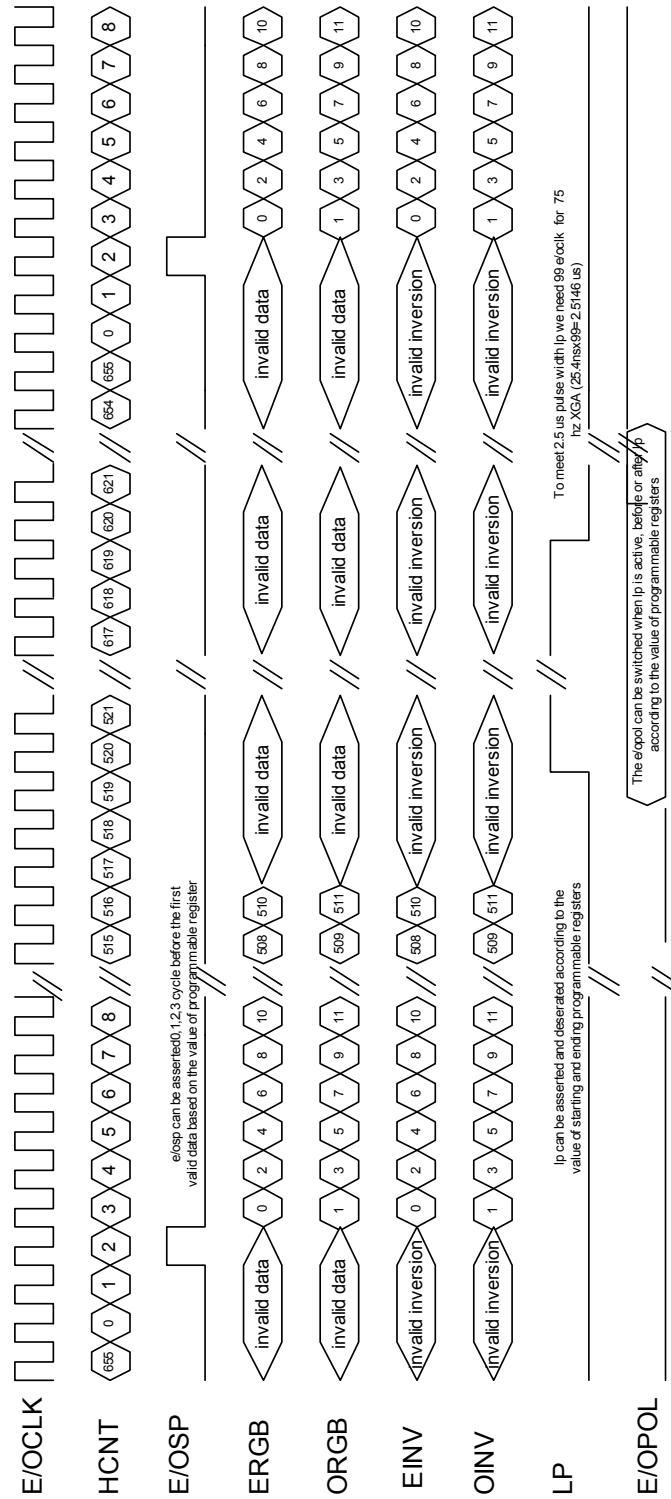 E/OCLK
HCNT 655 0 1 2 3 4 5 6 7 8 515 516 517 518 519 520 521 617 618 619 620 621 654 655 0 1 2 3 4 5 6 7 8
E/OSP
e/osp can be asserted0,1,2,3 cycle before the first
valid data based on the value of programmable register
ERGB invalid data 0 2 4 6 8 10 508 510 invalid data invalid data invalid data 0 2 4 6 8 10
ORGB invalid data 1 3 5 7 9 11 509 511 invalid data invalid data invalid data 1 3 5 7 9 11
EINV invalid inversion 0 2 4 6 8 10 508 510 invalid inversion invalid inversion invalid inversion 0 2 4 6 8 10
OINV invalid inversion 1 3 5 7 9 11 509 511 invalid inversion invalid inversion invalid inversion 1 3 5 7 9 11
LP
lp can be asserted and deserated according to the
value of starting and ending programmable registers
To meet 2.5 us pulse width lp we need 99 e/oclk for 75
hz XGA (25.4nsx99=2.5146 us)
E/OPOL
The e/opol can be switched when lp is active, before or after lp
according to the value of programmable registers